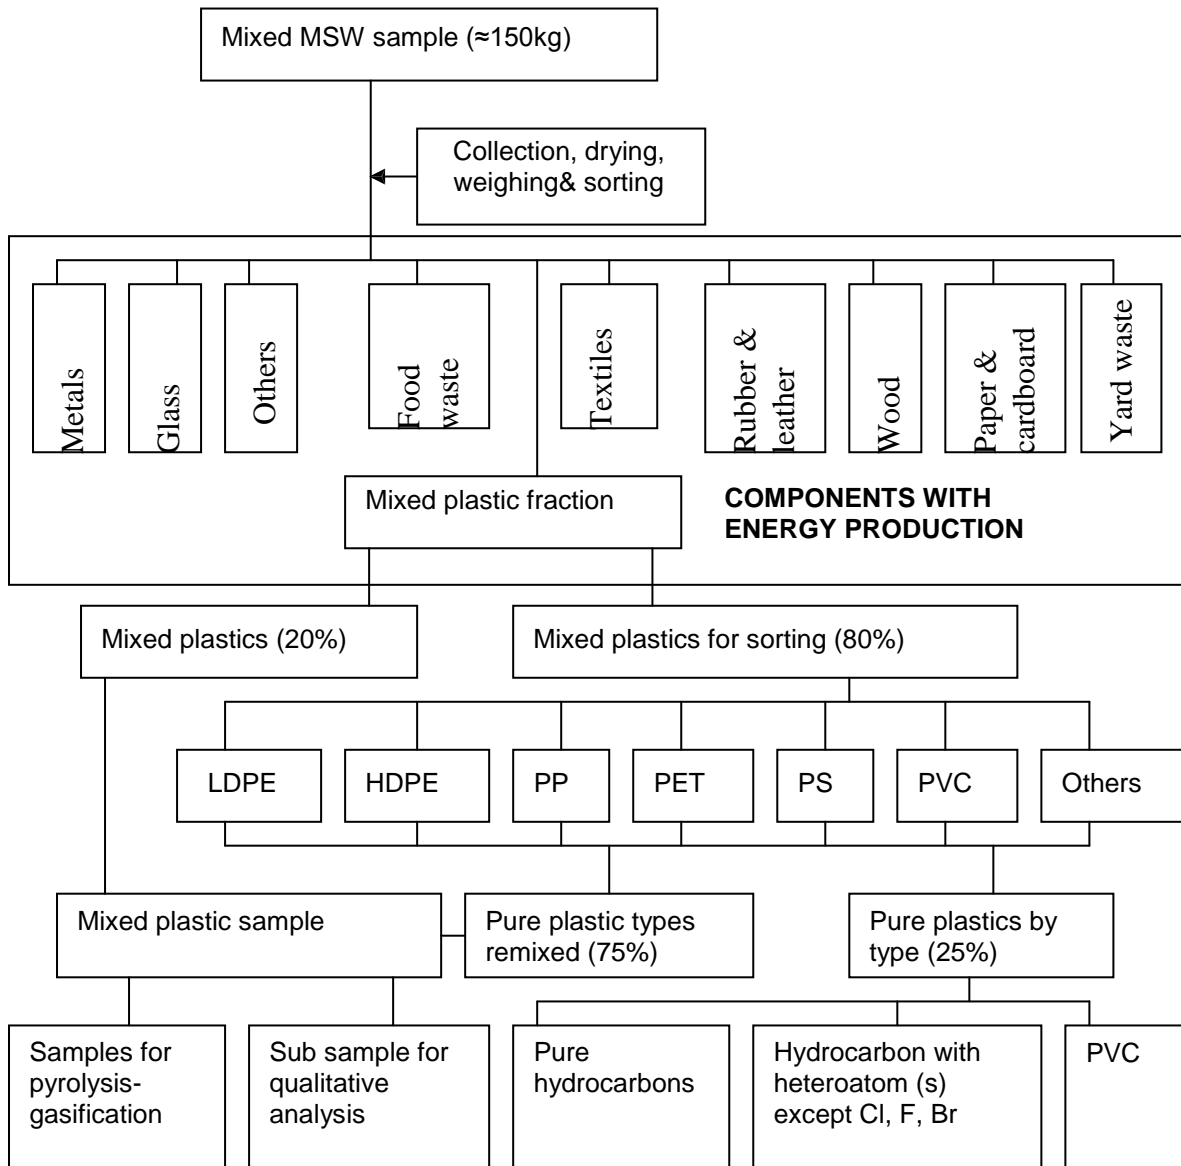 Mixed MSW sample (≈150kg)
Collection, drying,
weighing& sorting
Metals
Glass
Others
Food
waste
Textiles
Rubber &
leather
Wood
Paper &
cardboard
Yard waste
Mixed plastic fraction
COMPONENTS WITH
ENERGY PRODUCTION
Mixed plastics (20%)
Mixed plastics for sorting (80%)
LDPE
HDPE
PP
PET
PS
PVC
Others
Mixed plastic sample
Pure plastic types
remixed (75%)
Pure plastics by
type (25%)
Samples for
pyrolysis-
gasification
Sub sample for
qualitative
analysis
Pure
hydrocarbons
Hydrocarbon with
heteroatom (s)
except Cl, F, Br
PVC